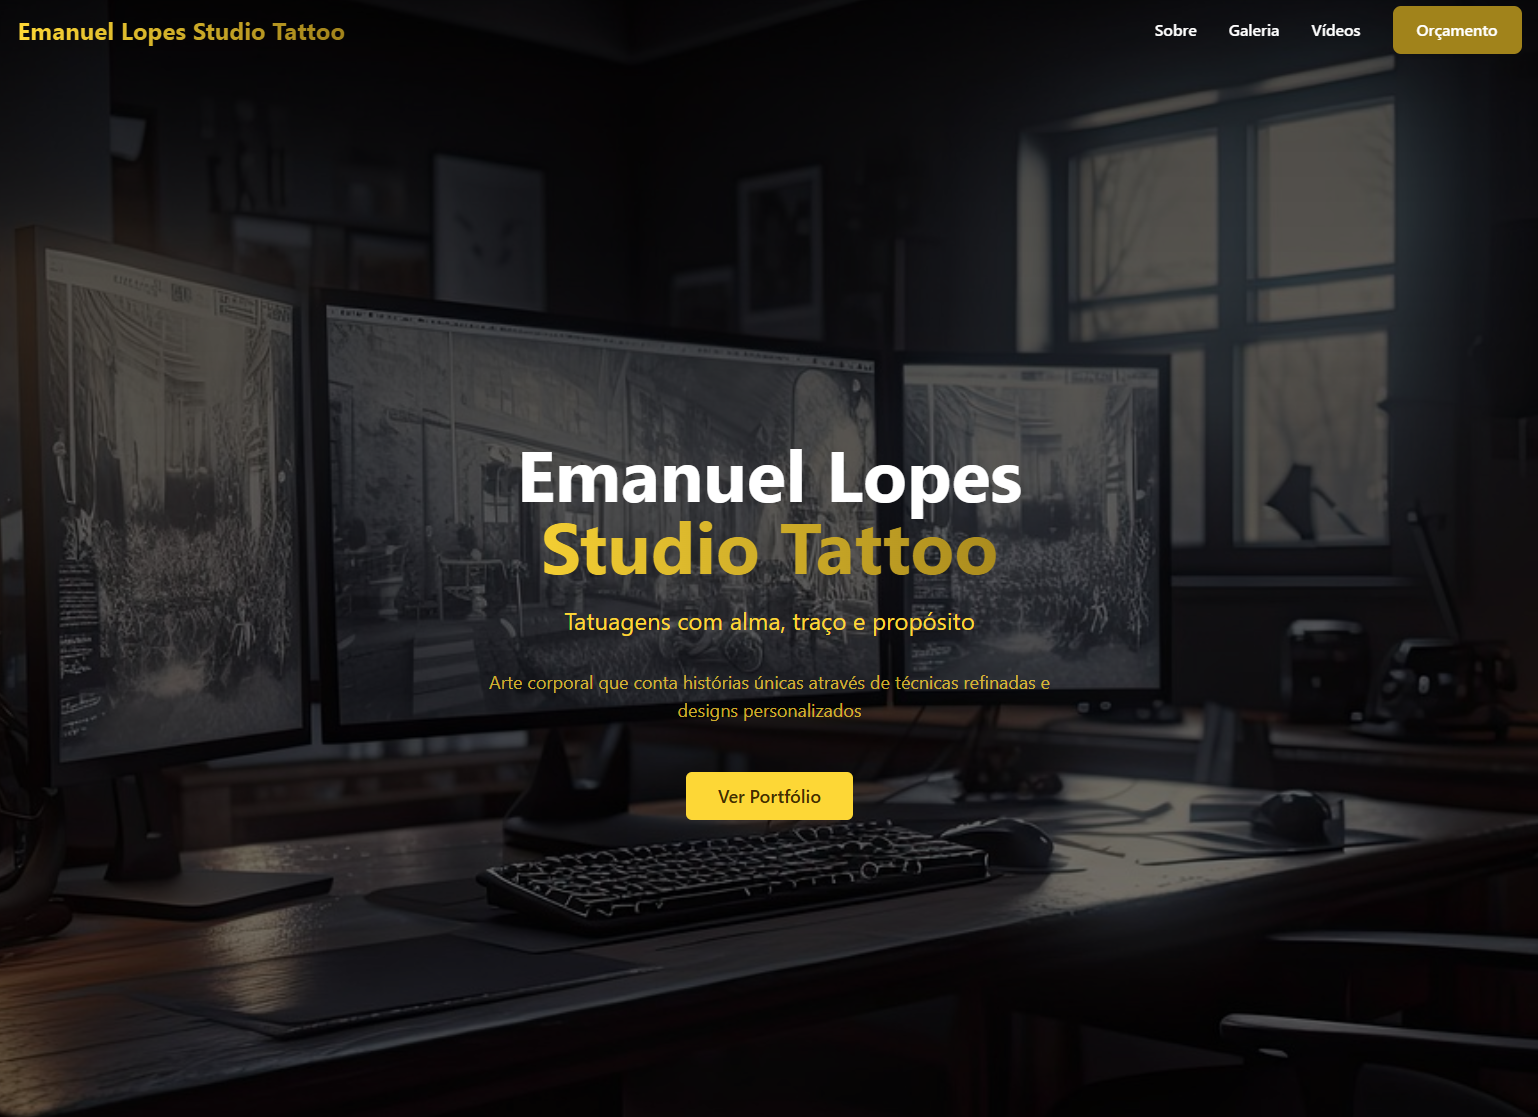 Emanuel Lopes Studio Tattoo
Sobre
Galeria
Vídeos
Orçamento
Emanuel Lopes
Studio Tattoo
Tatuagens com alma, traço e propósito
Arte corporal que conta histórias únicas através de técnicas refinadas e
designs personalizados
Ver Portfólio